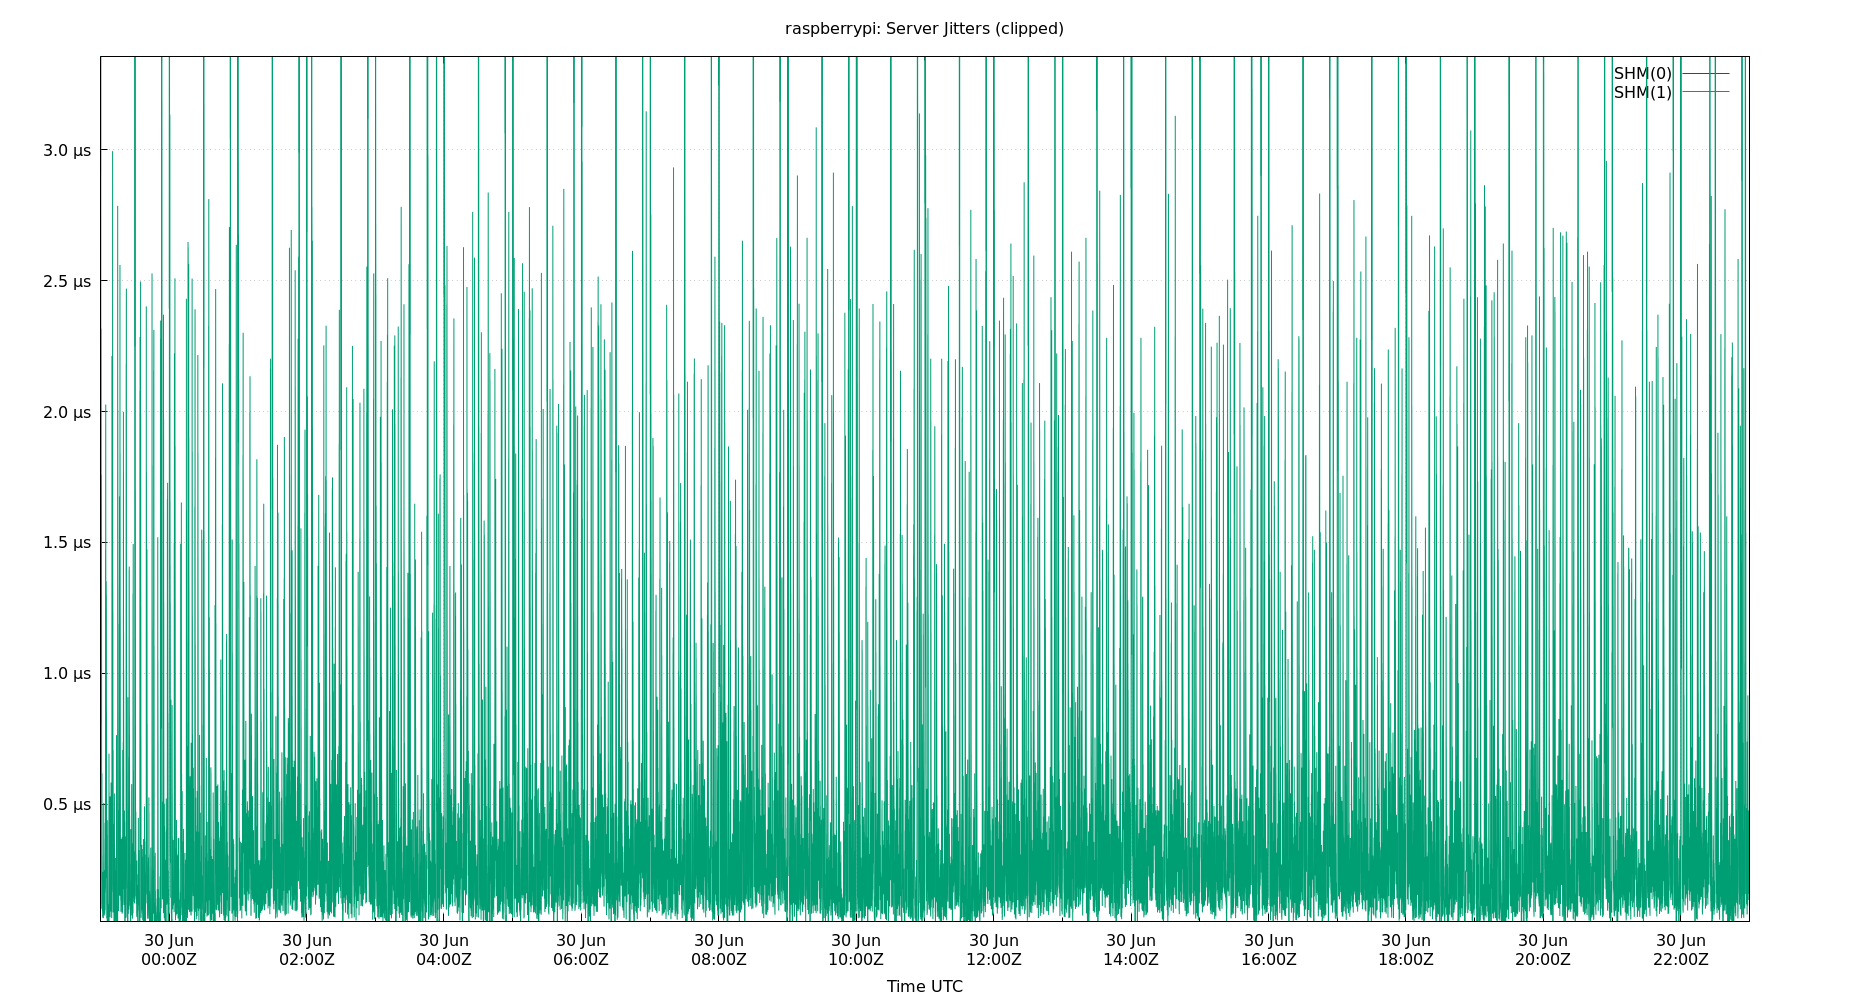 raspberrypi: Server Jitters (clipped)
SHM(0)
SHM(1)
3.0 µs
2.5 µs
2.0 µs
1.5 µs
1.0 µs
0.5 µs
30 Jun 30 Jun 30 Jun 30 Jun 30 Jun 30 Jun 30 Jun 30 Jun 30 Jun 30 Jun 30 Jun 30 Jun
00:00Z 02:00Z 04:00Z 06:00Z 08:00Z 10:00Z 12:00Z 14:00Z 16:00Z 18:00Z 20:00Z 22:00Z
Time UTC